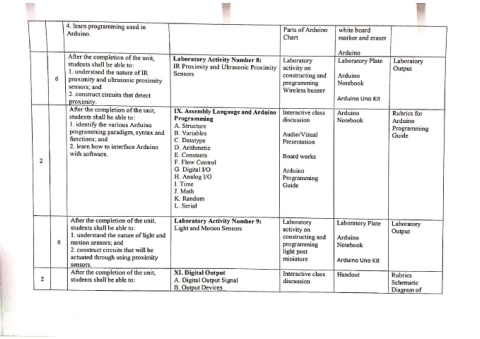 4. learn programming used in
Arduino.
Parts of Arduino
Chart
white board
marker and eraser
Arduino
6
After the completion of the unit,
students shall be able to:
1. understand the nature of IR
proximity and ultrasonic proximity
sensors; and
2. construct circuits that detect
proximity.
Laboratory Activity Number 8:
IR Proximity and Ultrasonic Proximity
Sensors
Laboratory
activity on
constructing and
programming
Wireless buzzer
Laboratory Plate
Arduino
Notebook
Arduino Uno Kit
Laboratory
Output
2
After the completion of the unit,
students shall be able to:
1. identify the various Arduino
programming paradigm, syntax and
functions; and
2. learn how to interface Arduino
with software.
IX. Assembly Language and Arduino
Programming
A. Structure
B. Variables
C. Datatype
D. Arithmetic
E. Constants
F. Flow Control
G. Digital I/O
H. Analog I/O
I. Time
J. Math
K. Random
L. Serial
Interactive class
discussion
Audio/Visual
Presentation
Board works
Arduino
Programming
Guide
Arduino
Notebook
Rubrics for
Arduino
Programming
Guide
6
After the completion of the unit,
students shall be able to:
1. understand the nature of light and
motion sensors; and
2. construct circuits that will be
actuated through using proximity
sensors.
Laboratory Activity Number 9:
Light and Motion Sensors
Laboratory
activity on
constructing and
programming
light post
miniature
Laboratory Plate
Arduino
Notebook
Arduino Uno Kit
Laboratory
Output
2
After the completion of the unit,
students shall be able to:
XI. Digital Output
A. Digital Output Signal
B. Output Devices
Interactive class
discussion
Handout
Rubrics
Schematic
Diagram of